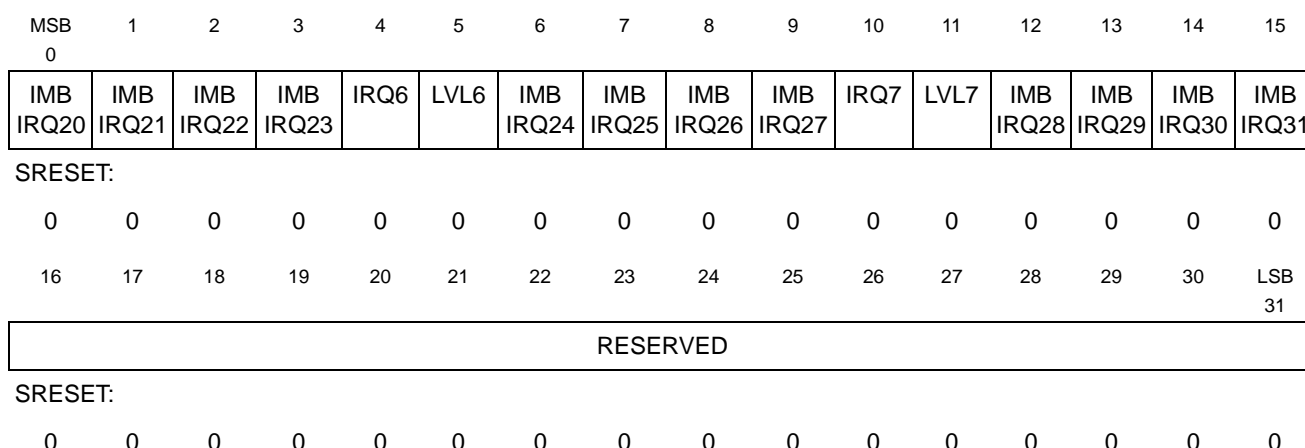 MSB 1 2 3 4 5 6 7 8 9 10 11 12 13 14 15
0
IMB IMB IMB IMB IRQ6 LVL6 IMB IMB IMB IMB IRQ7 LVL7 IMB IMB IMB IMB
IRQ20 IRQ21 IRQ22 IRQ23 IRQ24 IRQ25 IRQ26 IRQ27 IRQ28 IRQ29 IRQ30 IRQ31
SRESET:
0 0 0 0 0 0 0 0 0 0 0 0 0 0 0 0
16 17 18 19 20 21 22 23 24 25 26 27 28 29 30 LSB
31
RESERVED
SRESET:
0 0 0 0 0 0 0 0 0 0 0 0 0 0 0 0